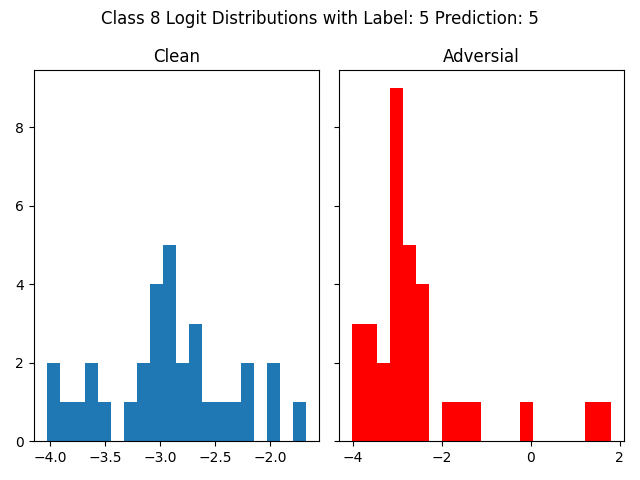 Class 8 Logit Distributions with Label: 5 Prediction: 5
Clean
Adversial
8
6
4
2
0
−4.0 −3.5 −3.0 −2.5 −2.0
−4 −2 0 2